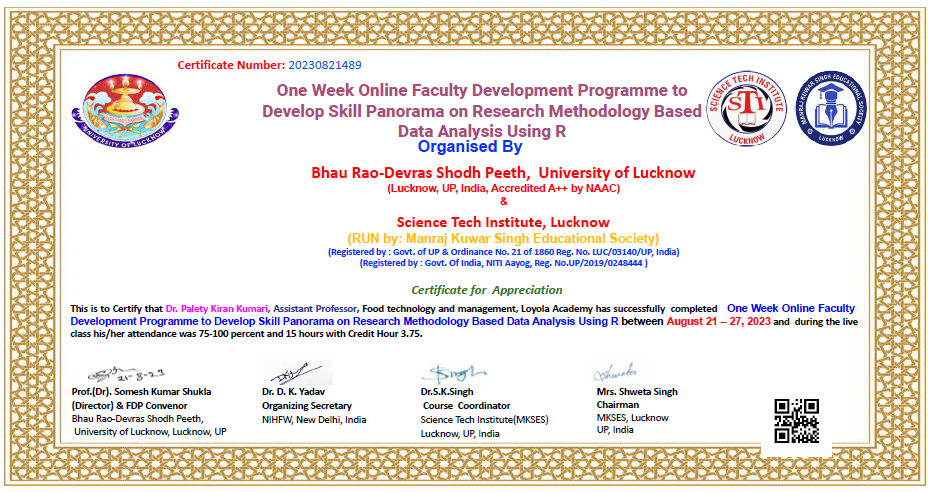 Certificate Number: 20230821489
One Week Online Faculty Development Programme to
Develop Skill Panorama on Research Methodology Based
Data Analysis Using R
Organised By
UNIVERSITY OF LUCKNOW
SCIENCE TECH INSTITUTE
STI
LUCKNOW
MANRAJ KUWAR SINGH EDUCATIONAL SOCIETY
LUCKNOW
Bhau Rao-Devras Shodh Peeth, University of Lucknow
(Lucknow, UP, India, Accredited A++ by NAAC)
&
Science Tech Institute, Lucknow
(RUN by: Manraj Kuwar Singh Educational Society)
(Registered by : Govt. of UP & Ordinance No. 21 of 1860 Reg. No. LUC/03140/UP, India)
(Registered by : Govt. Of India, NITI Aayog, Reg. No.UP/2019/0248444 )
Certificate for Appreciation
This is to Certify that Dr. Palety Kiran Kumari, Assistant Professor, Food technology and management, Loyola Academy has successfully completed One Week Online Faculty
Development Programme to Develop Skill Panorama on Research Methodology Based Data Analysis Using R between August 21 – 27, 2023 and during the live
class his/her attendance was 75-100 percent and 15 hours with Credit Hour 3.75.
21-8-23
Singh
Shweta
Prof.(Dr). Somesh Kumar Shukla
(Director) & FDP Convenor
Bhau Rao-Devras Shodh Peeth,
University of Lucknow, Lucknow, UP
Dr. D. K. Yadav
Organizing Secretary
NIHFW, New Delhi, India
Dr.S.K.Singh
Course Coordinator
Science Tech Institute(MKSES)
Lucknow, UP, India
Mrs. Shweta Singh
Chairman
MKSES, Lucknow
UP, India